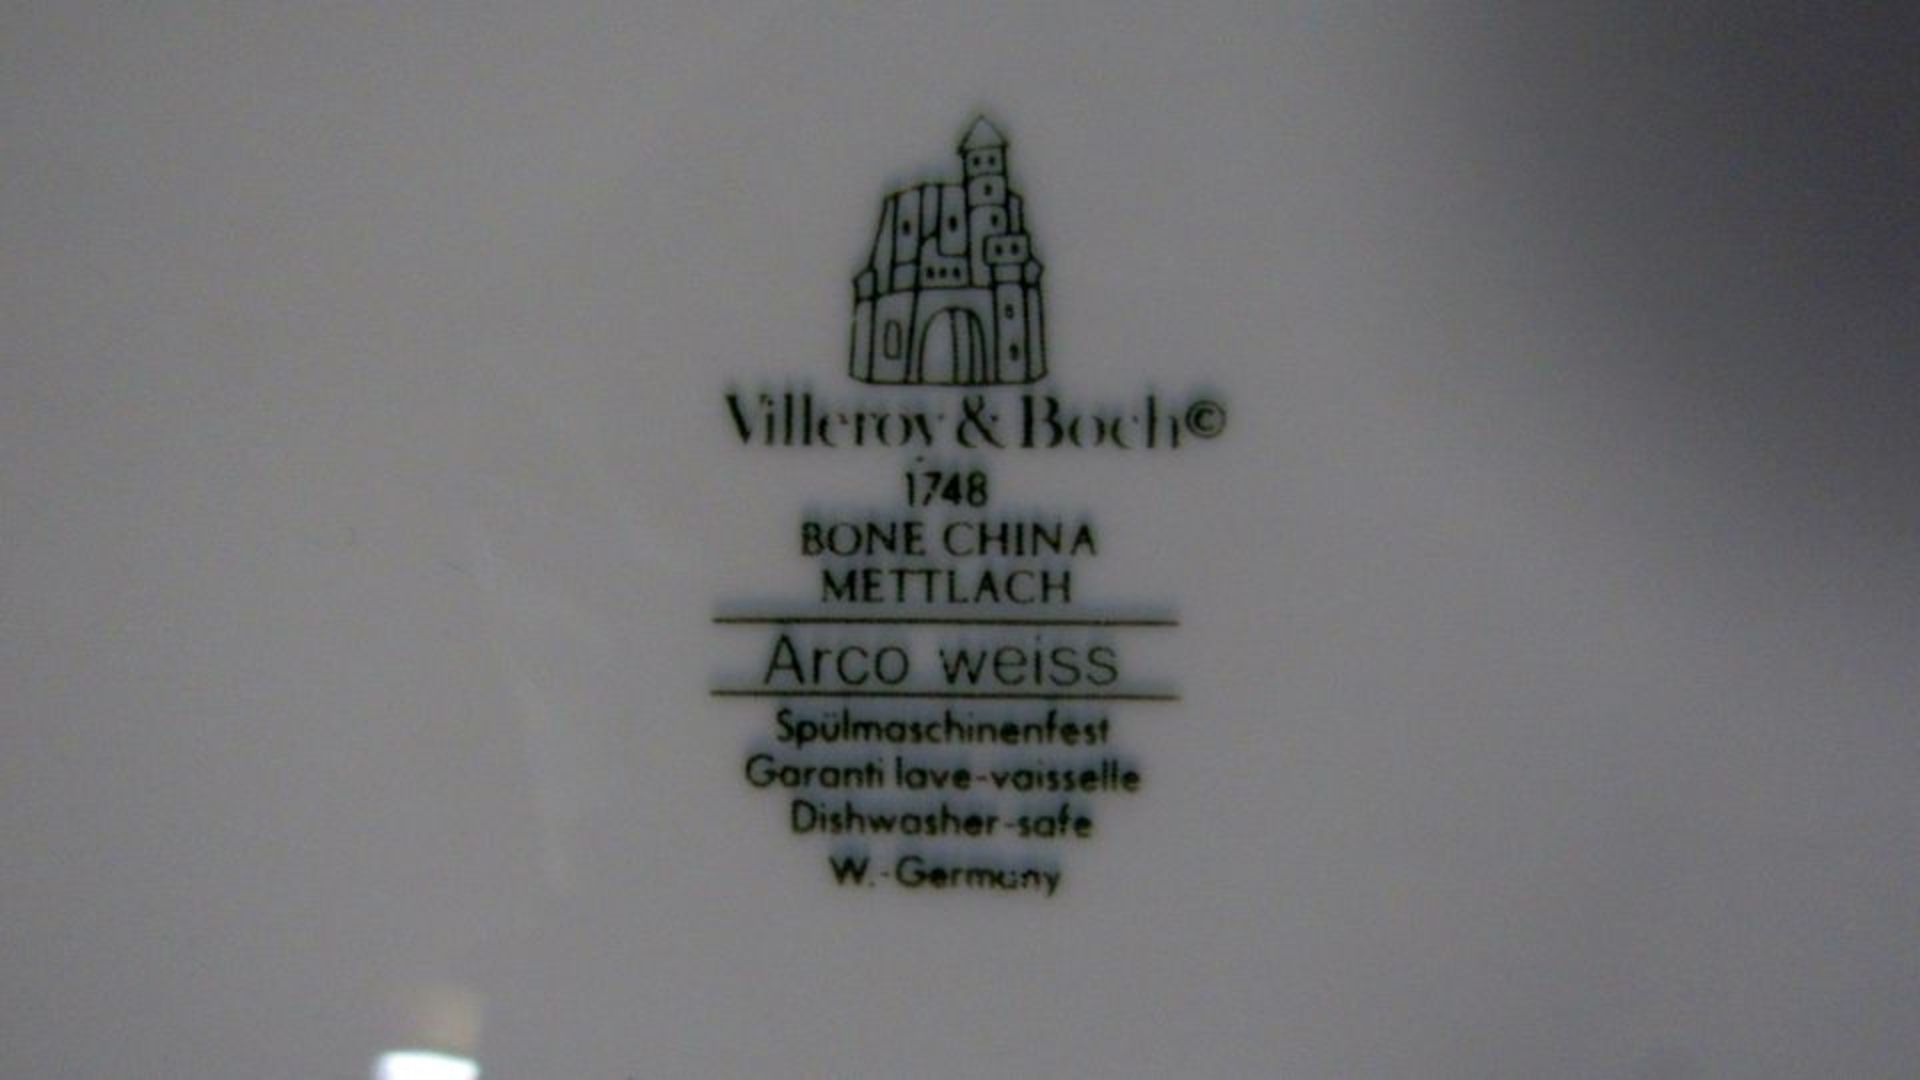 Villeroy & Boch©
1748
BONE CHINA
METTLACH
Arco weiss
Spülmaschinenfest
Garanti lave-vaisselle
Dishwasher-safe
W.-Germany